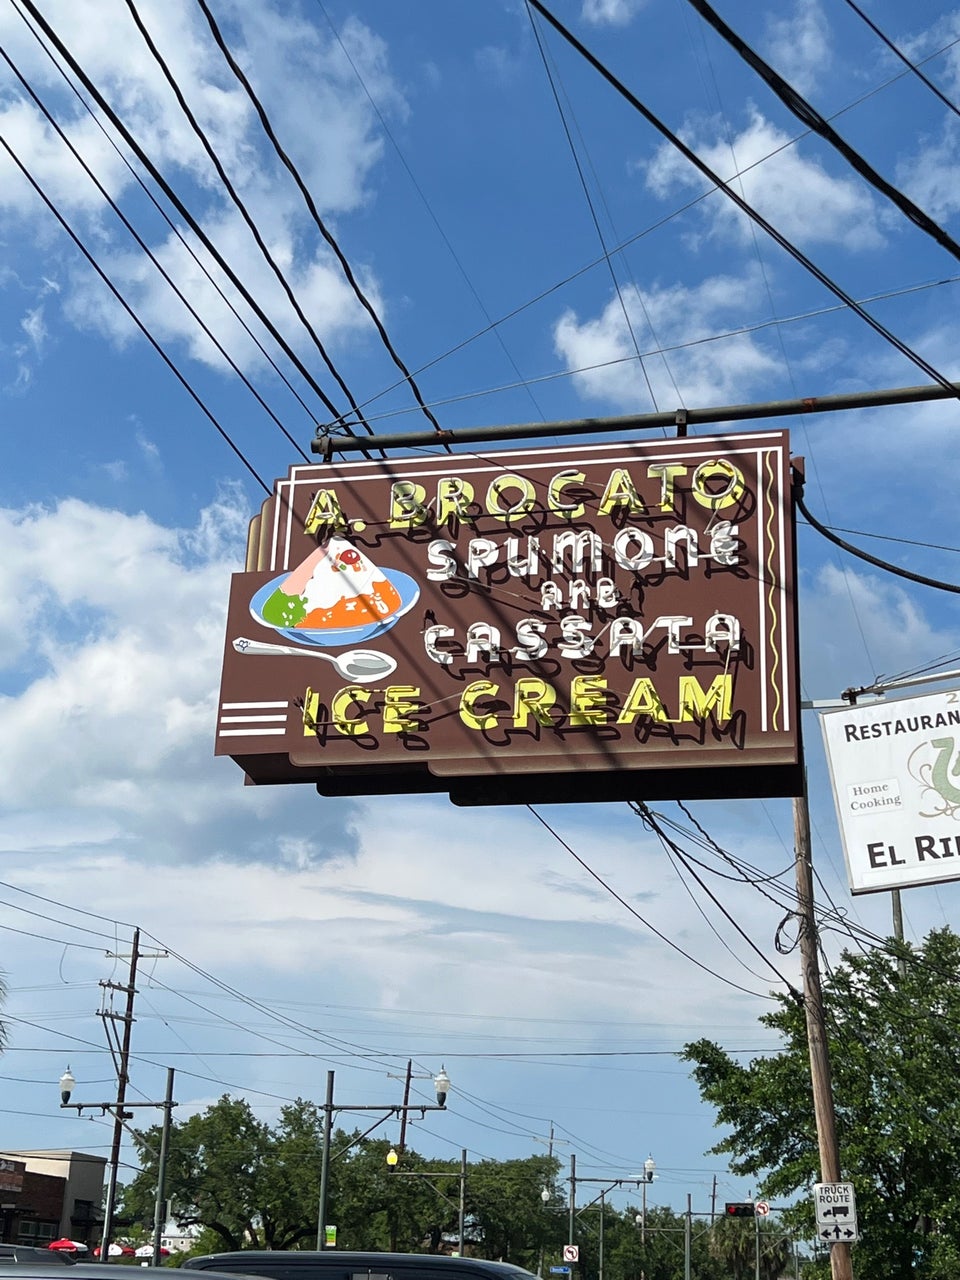 A. BROCATO
SPUMONE
AND
CASSATA
ICE CREAM
RESTAURAN
Home
Cooking
EL RI
TRUCK
ROUTE